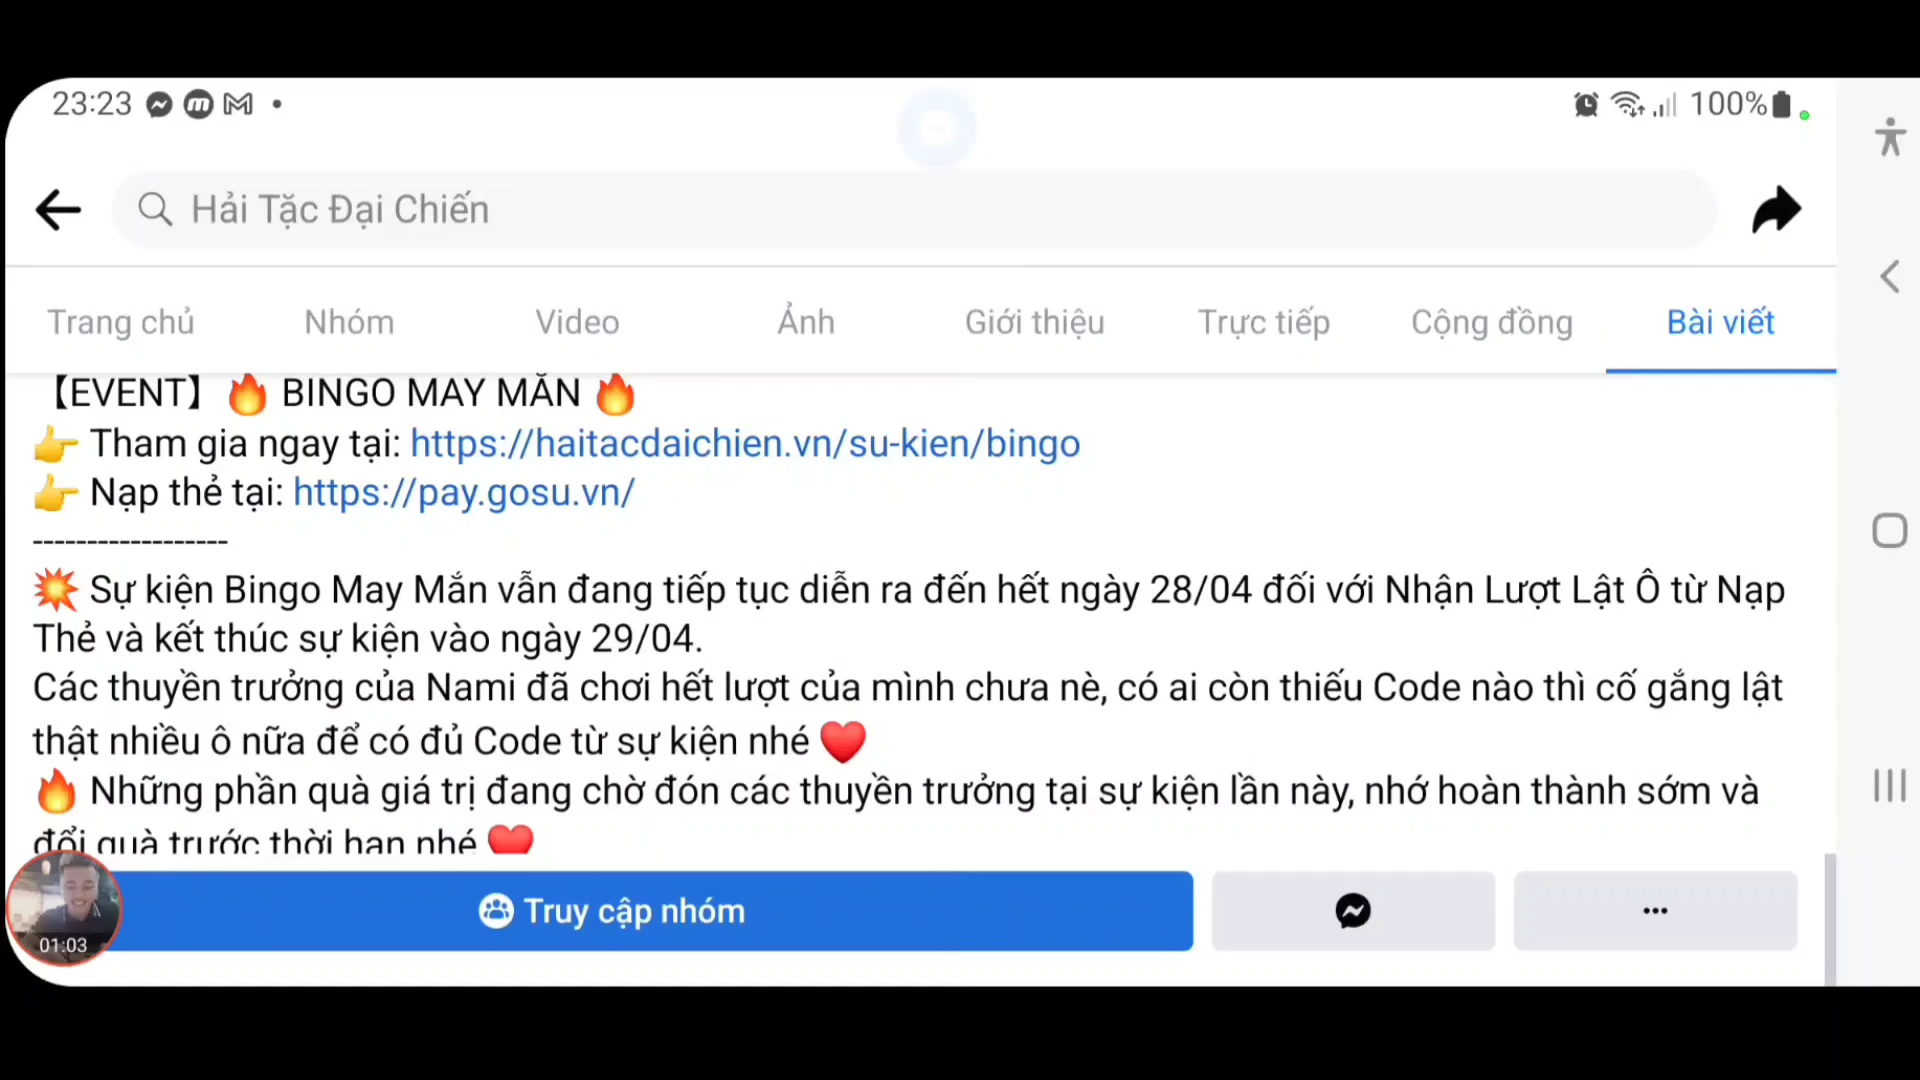 23:23
100%
Hải Tặc Đại Chiến
Trang chủ Nhóm Video Ảnh Giới thiệu Trực tiếp Cộng đồng Bài viết
【EVENT】 🔥 BINGO MAY MẮN 🔥
👉 Tham gia ngay tại: https://haitacdaichien.vn/su-kien/bingo
👉 Nạp thẻ tại: https://pay.gosu.vn/
------------------
💥 Sự kiện Bingo May Mắn vẫn đang tiếp tục diễn ra đến hết ngày 28/04 đối với Nhận Lượt Lật Ô từ Nạp
Thẻ và kết thúc sự kiện vào ngày 29/04.
Các thuyền trưởng của Nami đã chơi hết lượt của mình chưa nè, có ai còn thiếu Code nào thì cố gắng lật
thật nhiều ô nữa để có đủ Code từ sự kiện nhé ❤️
🔥 Những phần quà giá trị đang chờ đón các thuyền trưởng tại sự kiện lần này, nhớ hoàn thành sớm và
đổi quà trước thời hạn nhé ❤️
Truy cập nhóm
01:03